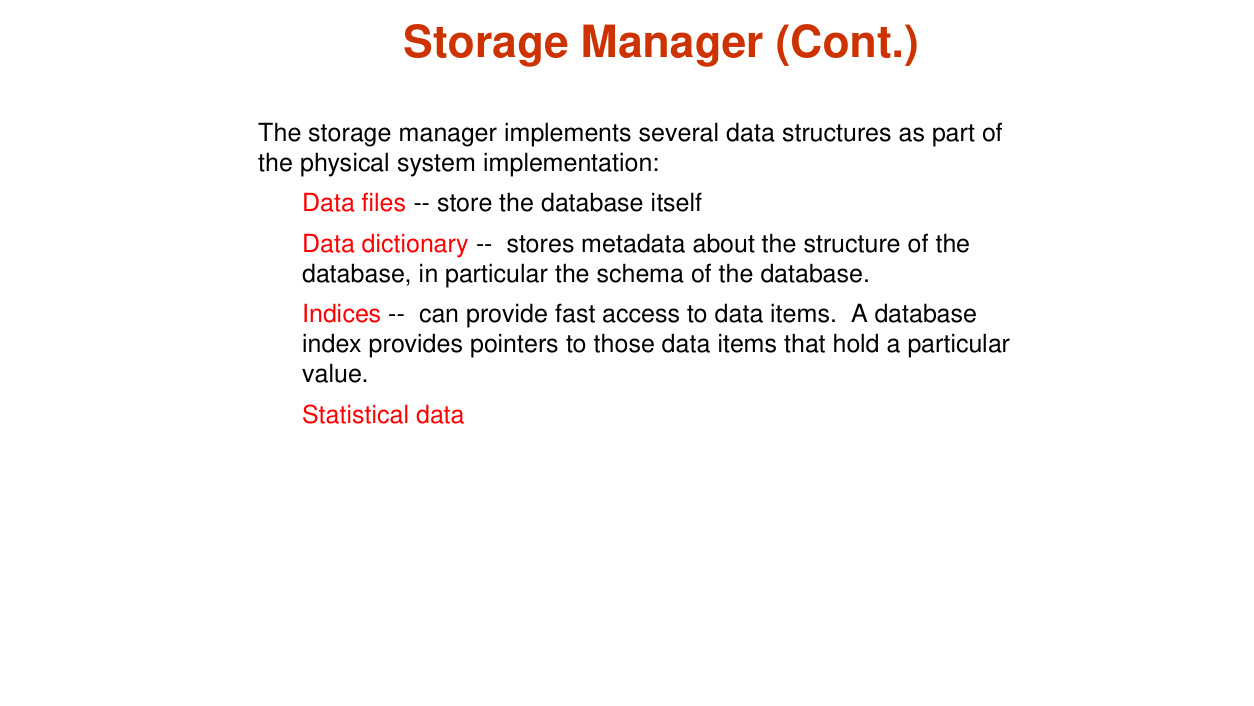 Storage Manager (Cont.)
The storage manager implements several data structures as part of
the physical system implementation:
Data files -- store the database itself
Data dictionary --  stores metadata about the structure of the
database, in particular the schema of the database.
Indices --  can provide fast access to data items.  A database
index provides pointers to those data items that hold a particular
value.
Statistical data